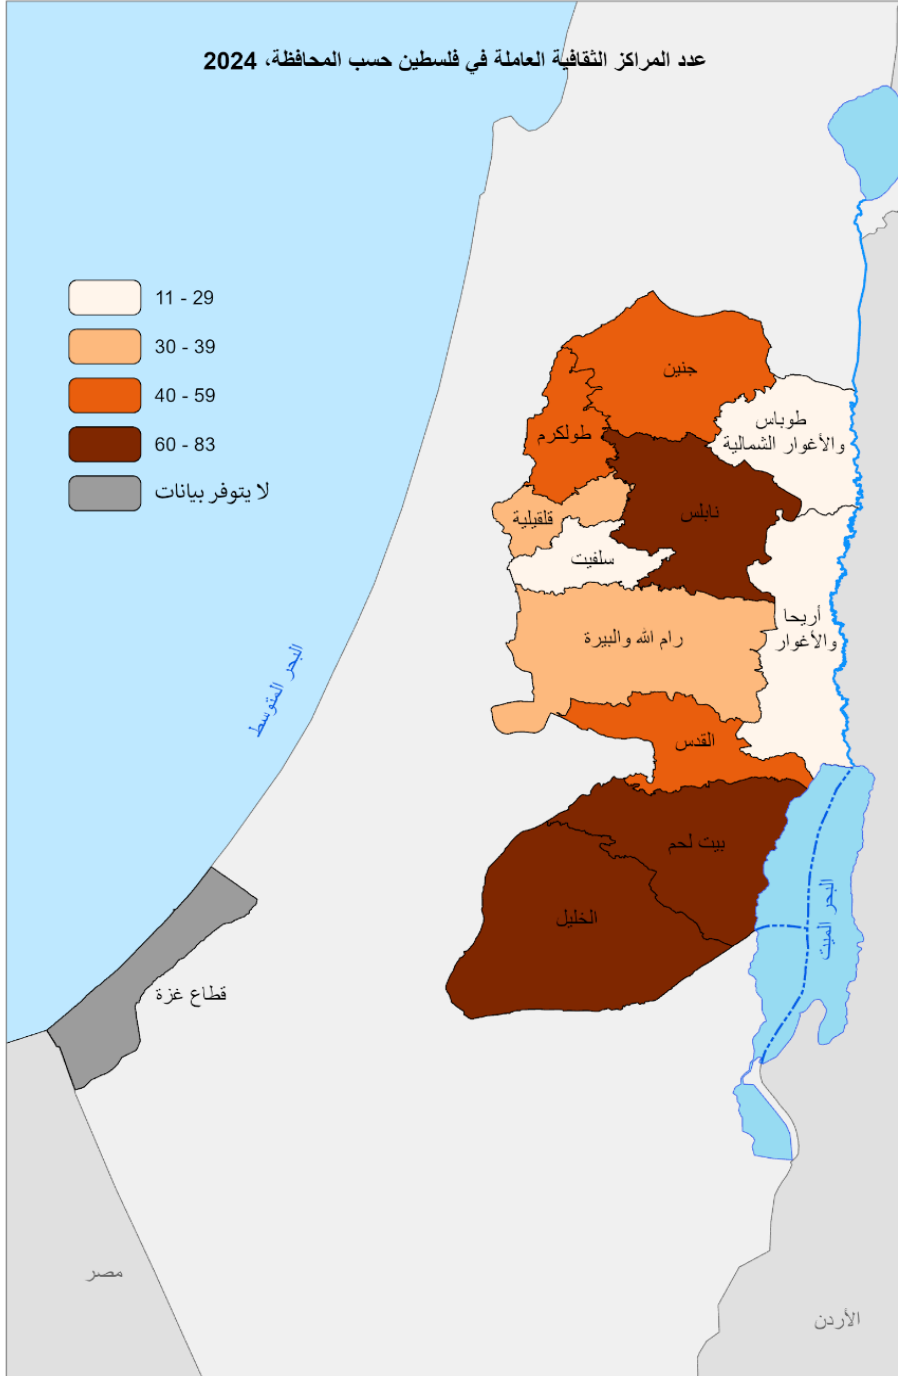 عدد المراكز الثقافية العاملة في فلسطين حسب المحافظة، 2024
11 - 29
30 - 39
40 - 59
60 - 83
لا يتوفر بيانات
جنين
طوباس
والأغوار الشمالية
طولكرم
نابلس
قلقيلية
سلفيت
أريحا
والأغوار
رام الله والبيرة
البحر المتوسط
القدس
بيت لحم
الخليل
البحر الميت
قطاع غزة
مصر
الأردن